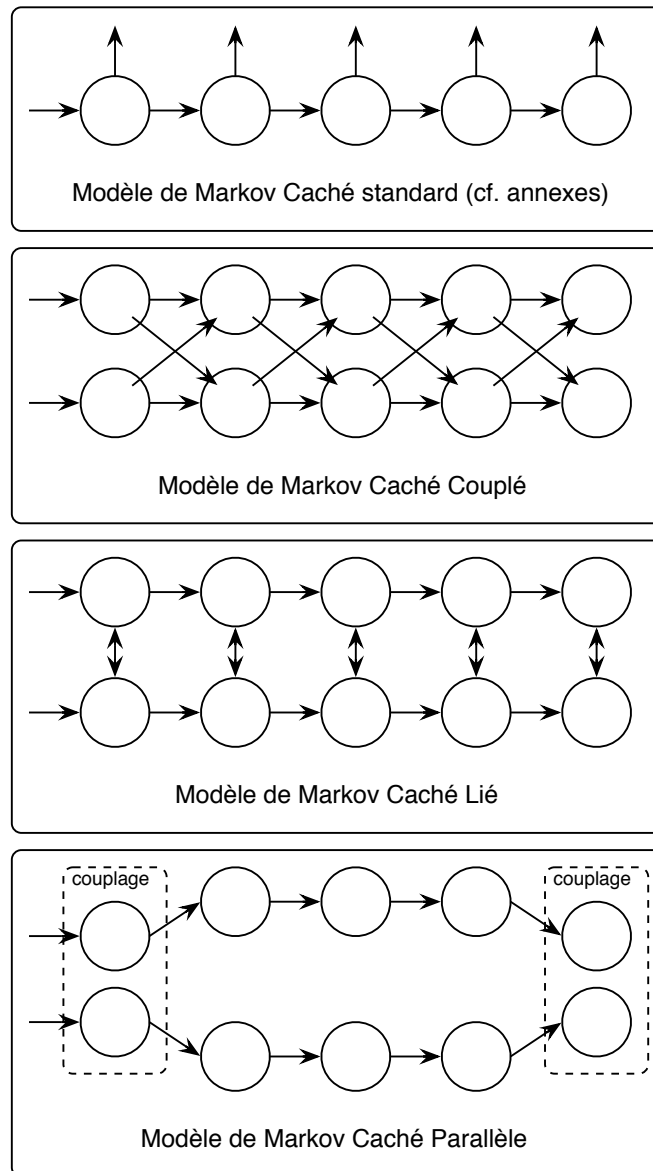 Modèle de Markov Caché standard (cf. annexes)
Modèle de Markov Caché Couplé
Modèle de Markov Caché Lié
couplage
couplage
Modèle de Markov Caché Parallèle